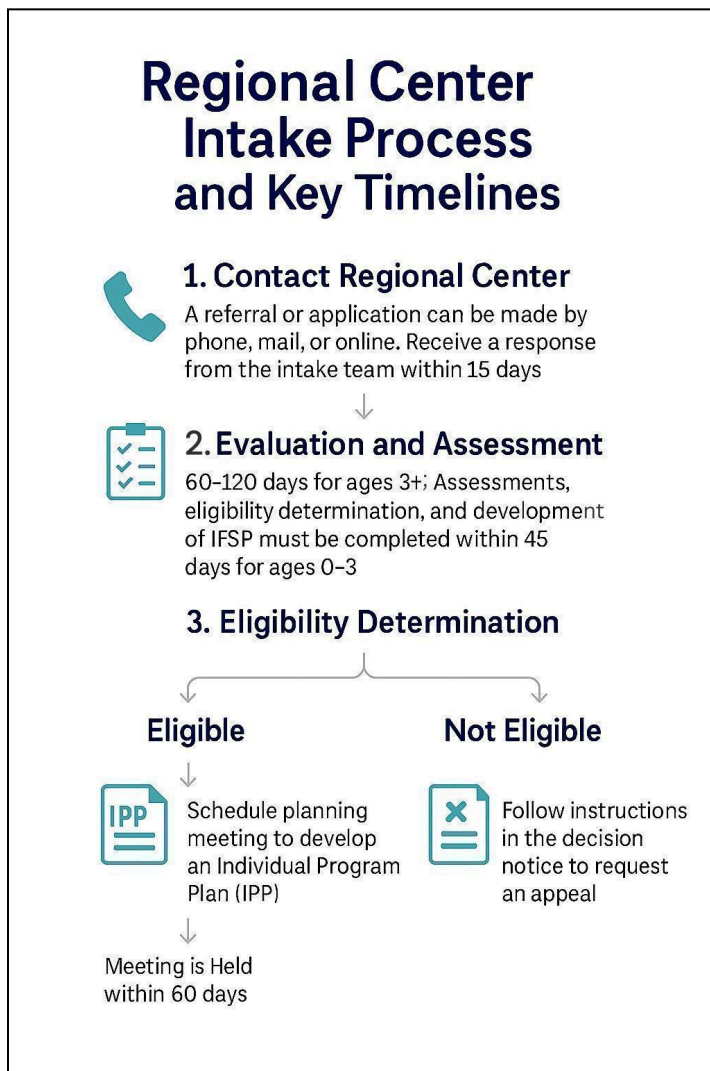 Regional Center
Intake Process
and Key Timelines
1. Contact Regional Center
A referral or application can be made by
phone, mail, or online. Receive a response
from the intake team within 15 days
2. Evaluation and Assessment
60–120 days for ages 3+; Assessments,
eligibility determination, and development
of IFSP must be completed within 45
days for ages 0–3
3. Eligibility Determination
Eligible
IPP
Schedule planning
meeting to develop
an Individual Program
Plan (IPP)
Meeting is Held
within 60 days
Not Eligible
Follow instructions
in the decision
notice to request
an appeal